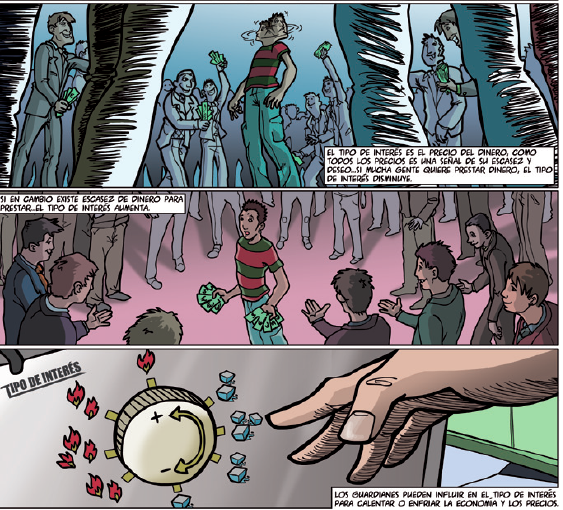 EL TIPO DE INTERÉS ES EL PRECIO DEL DINERO, COMO
TODOS LOS PRECIOS ES UNA SEÑAL DE SU ESCASEZ Y
DESEO...SI MUCHA GENTE QUIERE PRESTAR DINERO, EL TIPO
DE INTERÉS DISMINUYE.
SI EN CAMBIO EXISTE ESCASEZ DE DINERO PARA
PRESTAR...EL TIPO DE INTERÉS AUMENTA.
TIPO DE INTERÉS
+
-
LOS GUARDIANES PUEDEN INFLUIR EN EL TIPO DE INTERÉS
PARA CALENTAR O ENFRIAR LA ECONOMIA Y LOS PRECIOS.